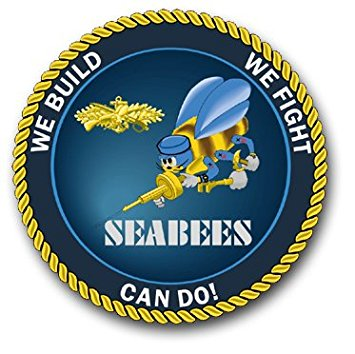 WE BUILD
WE FIGHT
SEABEES
CAN DO!